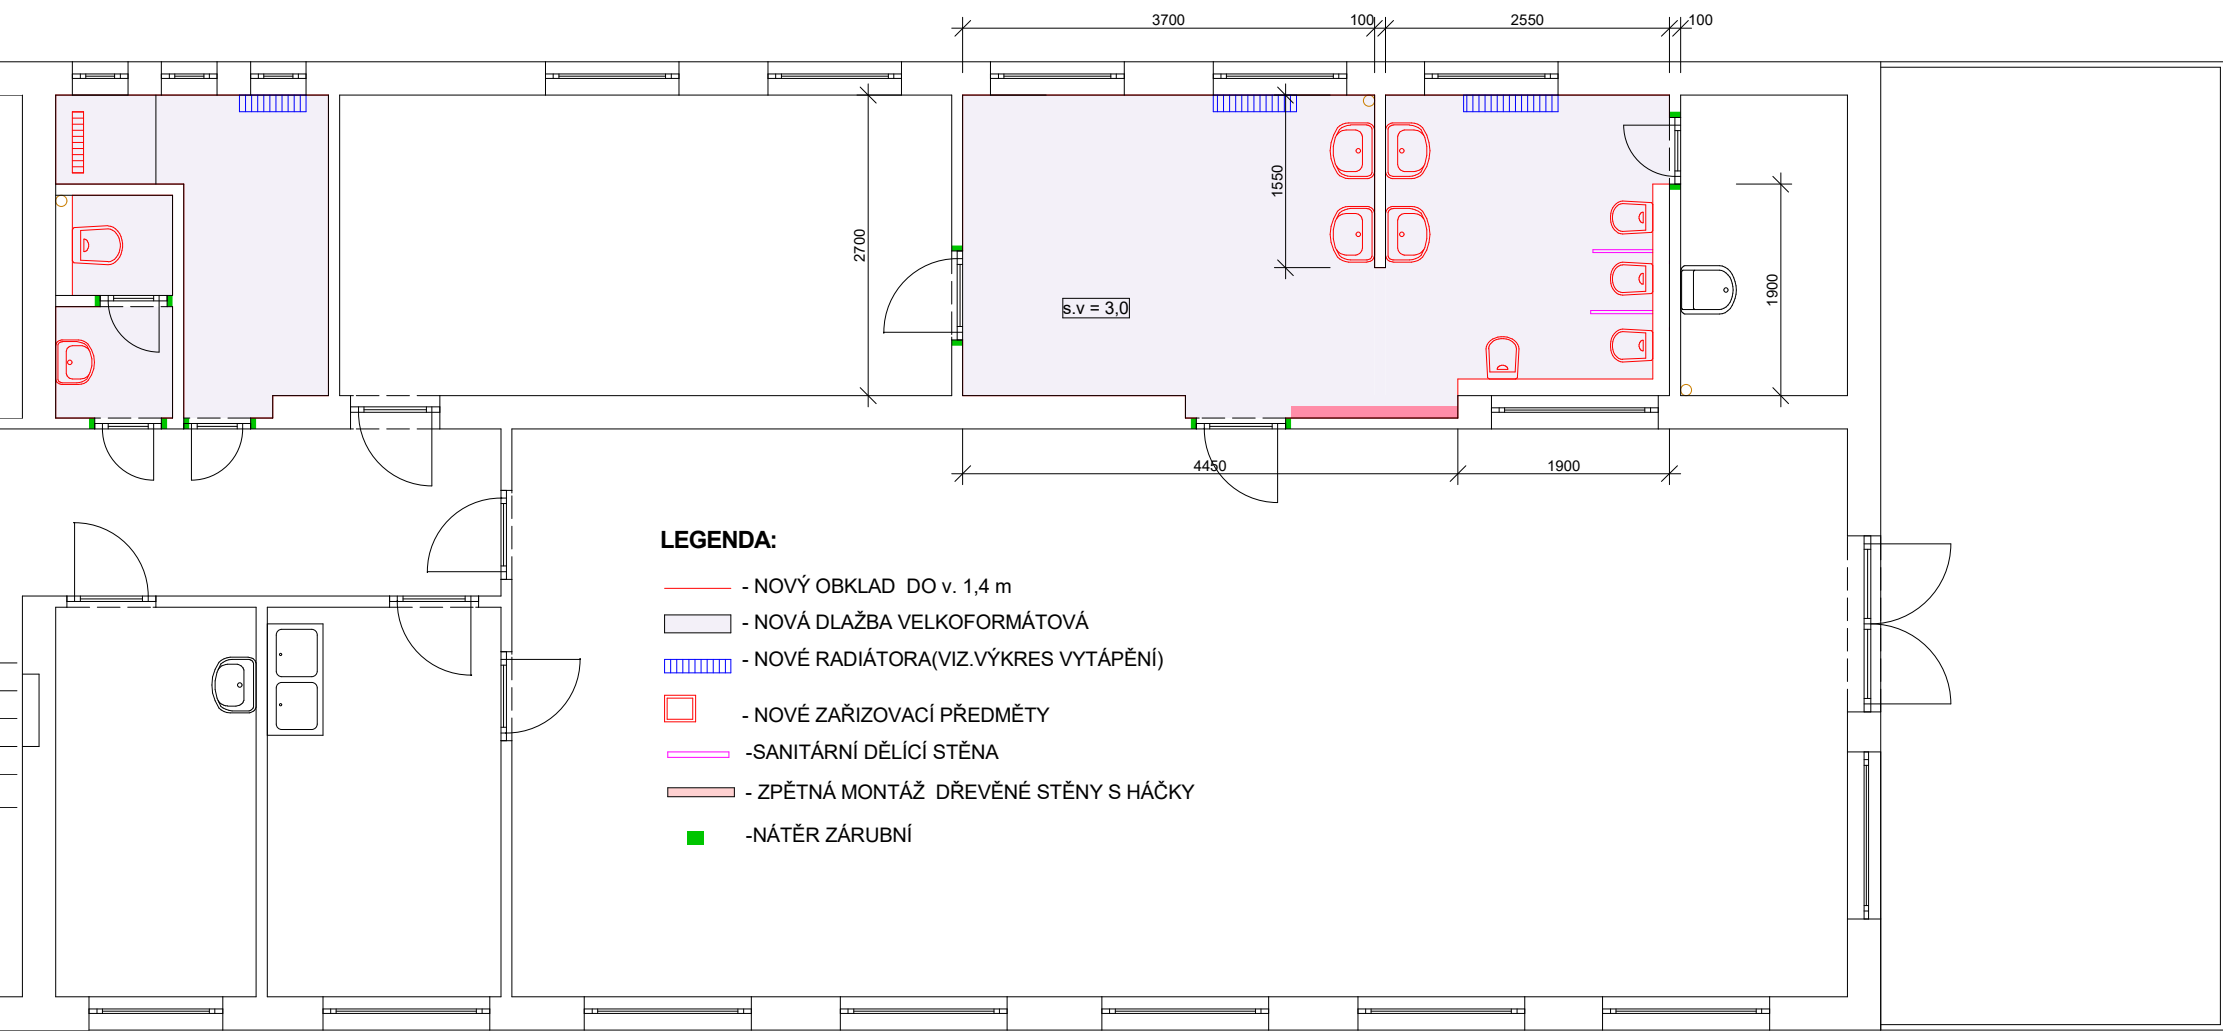 3700
100
2550
100
1550
2700
s.v = 3,0
1900
4450
1900
LEGENDA:
- NOVÝ OBKLAD DO v. 1,4 m
- NOVÁ DLAŽBA VELKOFORMÁTOVÁ
- NOVÉ RADIÁTORA(VIZ.VÝKRES VYTÁPĚNÍ)
- NOVÉ ZAŘIZOVACÍ PŘEDMĚTY
-SANITÁRNÍ DĚLÍCÍ STĚNA
- ZPĚTNÁ MONTÁŽ DŘEVĚNÉ STĚNY S HÁČKY
-NÁTĚR ZÁRUBNÍ